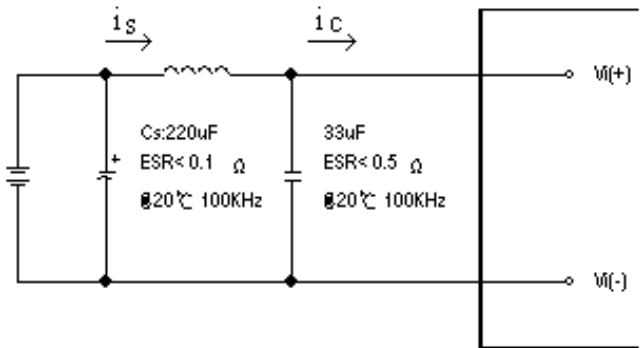 is
ic
Vi(+)
Cs:220uF
ESR<0.1 Ω
@20℃ 100KHz
33uF
ESR<0.5 Ω
@20℃ 100KHz
+
Vi(-)